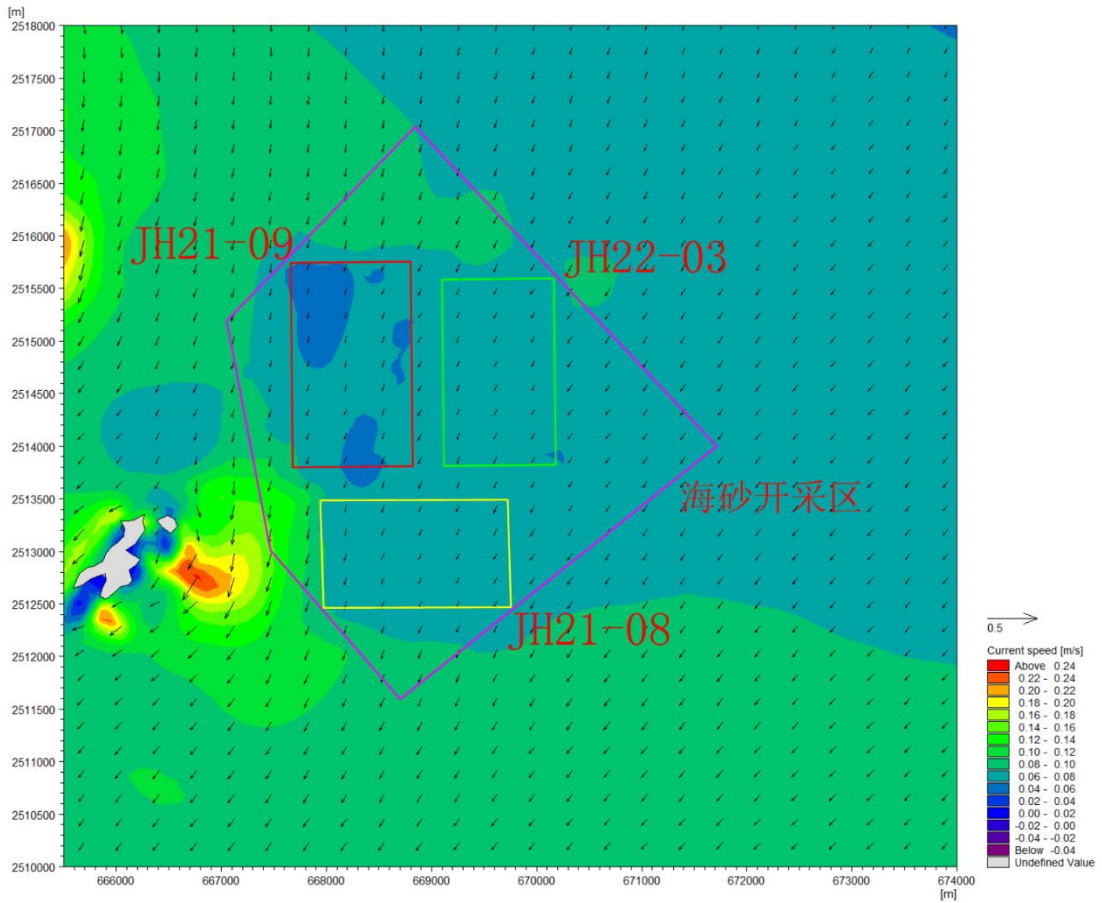 [m]
2518000
2517500
2517000
2516500
2516000
2515500
2515000
2514500
2514000
2513500
2513000
2512500
2512000
2511500
2511000
2510500
2510000
JH21-09
JH22-03
海砂开采区
JH21-08
666000 667000 668000 669000 670000 671000 672000 673000 674000
[m]
0.5
Current speed [m/s]
Above 0.24
0.22 - 0.24
0.20 - 0.22
0.18 - 0.20
0.16 - 0.18
0.14 - 0.16
0.12 - 0.14
0.10 - 0.12
0.08 - 0.10
0.06 - 0.08
0.04 - 0.06
0.02 - 0.04
0.00 - 0.02
-0.02 - 0.00
-0.04 - -0.02
Below -0.04
Undefined Value